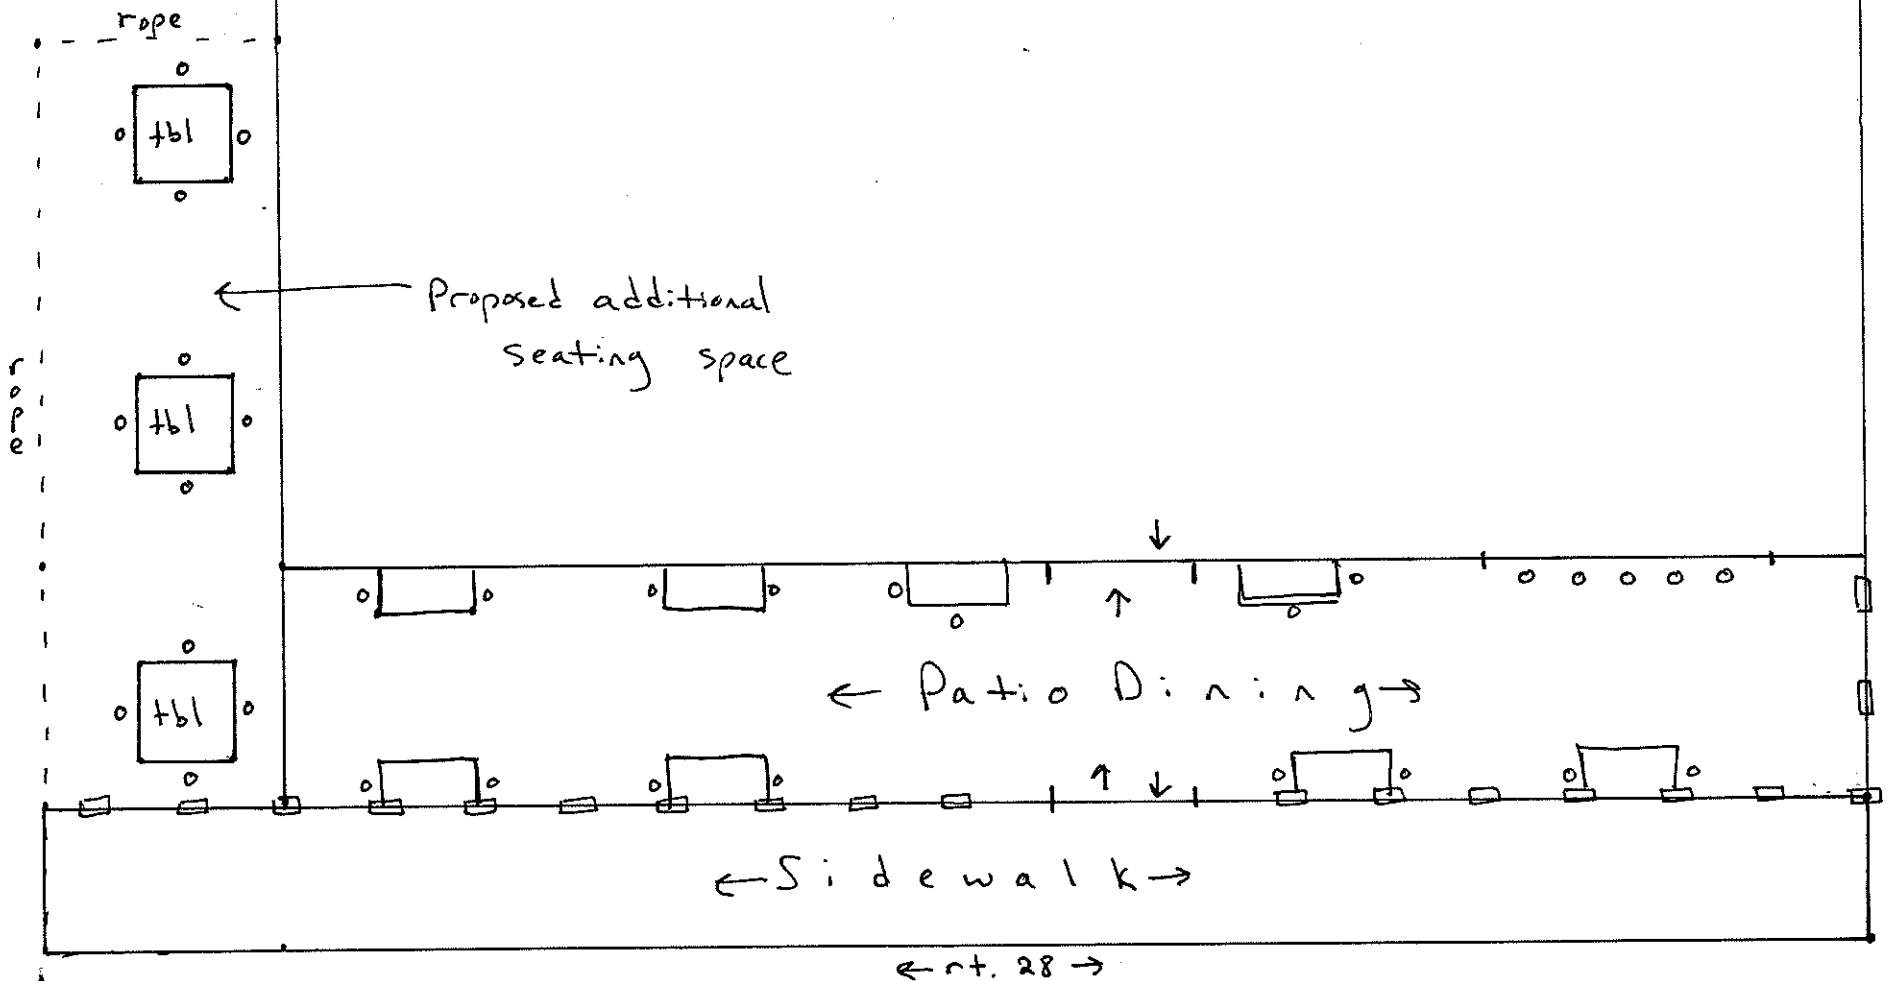 rope
tbl
Proposed additional
seating space
rope
tbl
tbl
← Patio Dining →
← Sidewalk →
← rt. 28 →